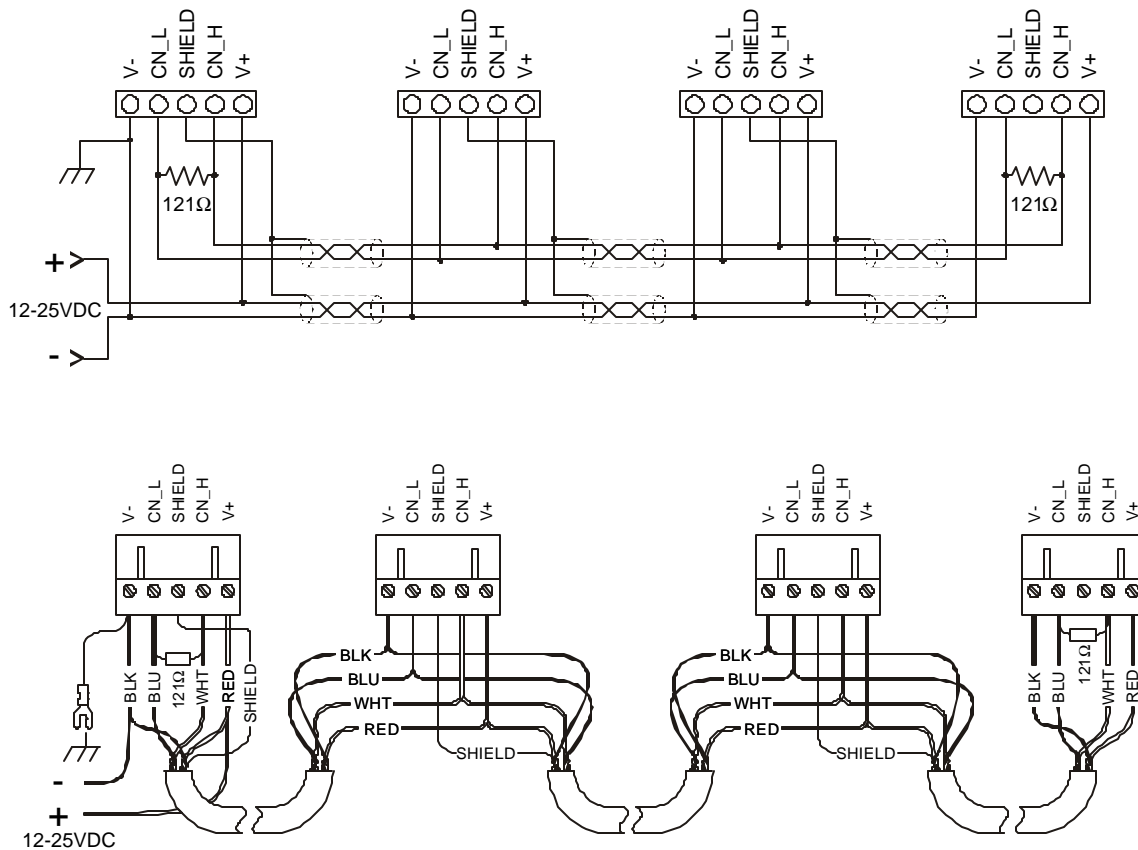 V- CN_L SHIELD CN_H V+
V- CN_L SHIELD CN_H V+
V- CN_L SHIELD CN_H V+
V- CN_L SHIELD CN_H V+
121Ω
121Ω
+
12-25VDC
-
V- CN_L SHIELD CN_H V+
V- CN_L SHIELD CN_H V+
V- CN_L SHIELD CN_H V+
V- CN_L SHIELD CN_H V+
BLK BLU 121Ω WHT RED SHIELD
BLK
BLU
WHT
RED
SHIELD
BLK
BLU
WHT
RED
SHIELD
BLK BLU 121Ω WHT RED
-
+
12-25VDC